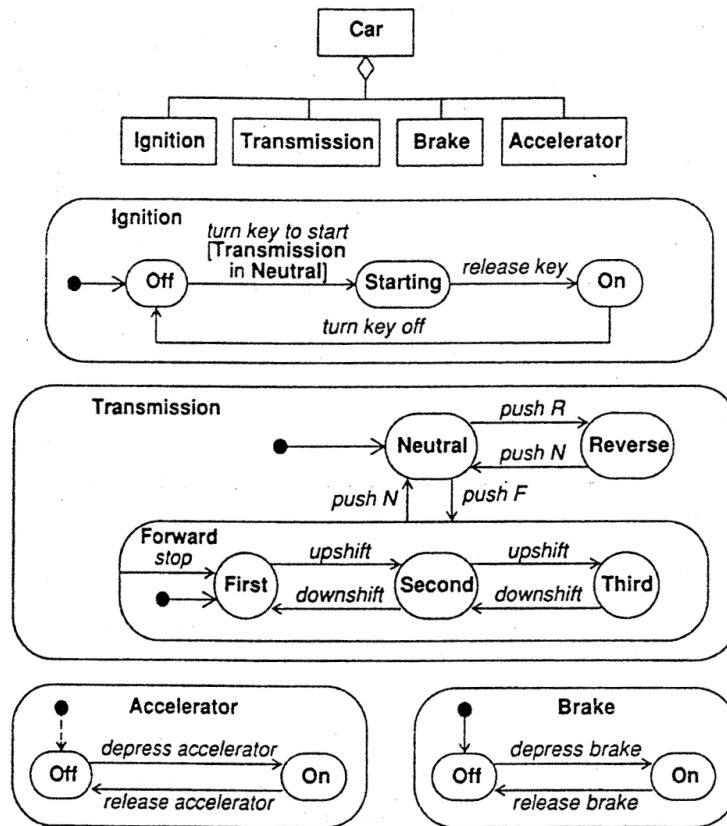 Car
Ignition
Transmission
Brake
Accelerator
Ignition
turn key to start
[Transmission
in Neutral]
Off
Starting
release key
On
turn key off
Transmission
push R
Neutral
Reverse
push N
push N
push F
Forward
stop
upshift
upshift
First
Second
Third
downshift
downshift
Accelerator
depress accelerator
Off
On
release accelerator
Brake
depress brake
Off
On
release brake